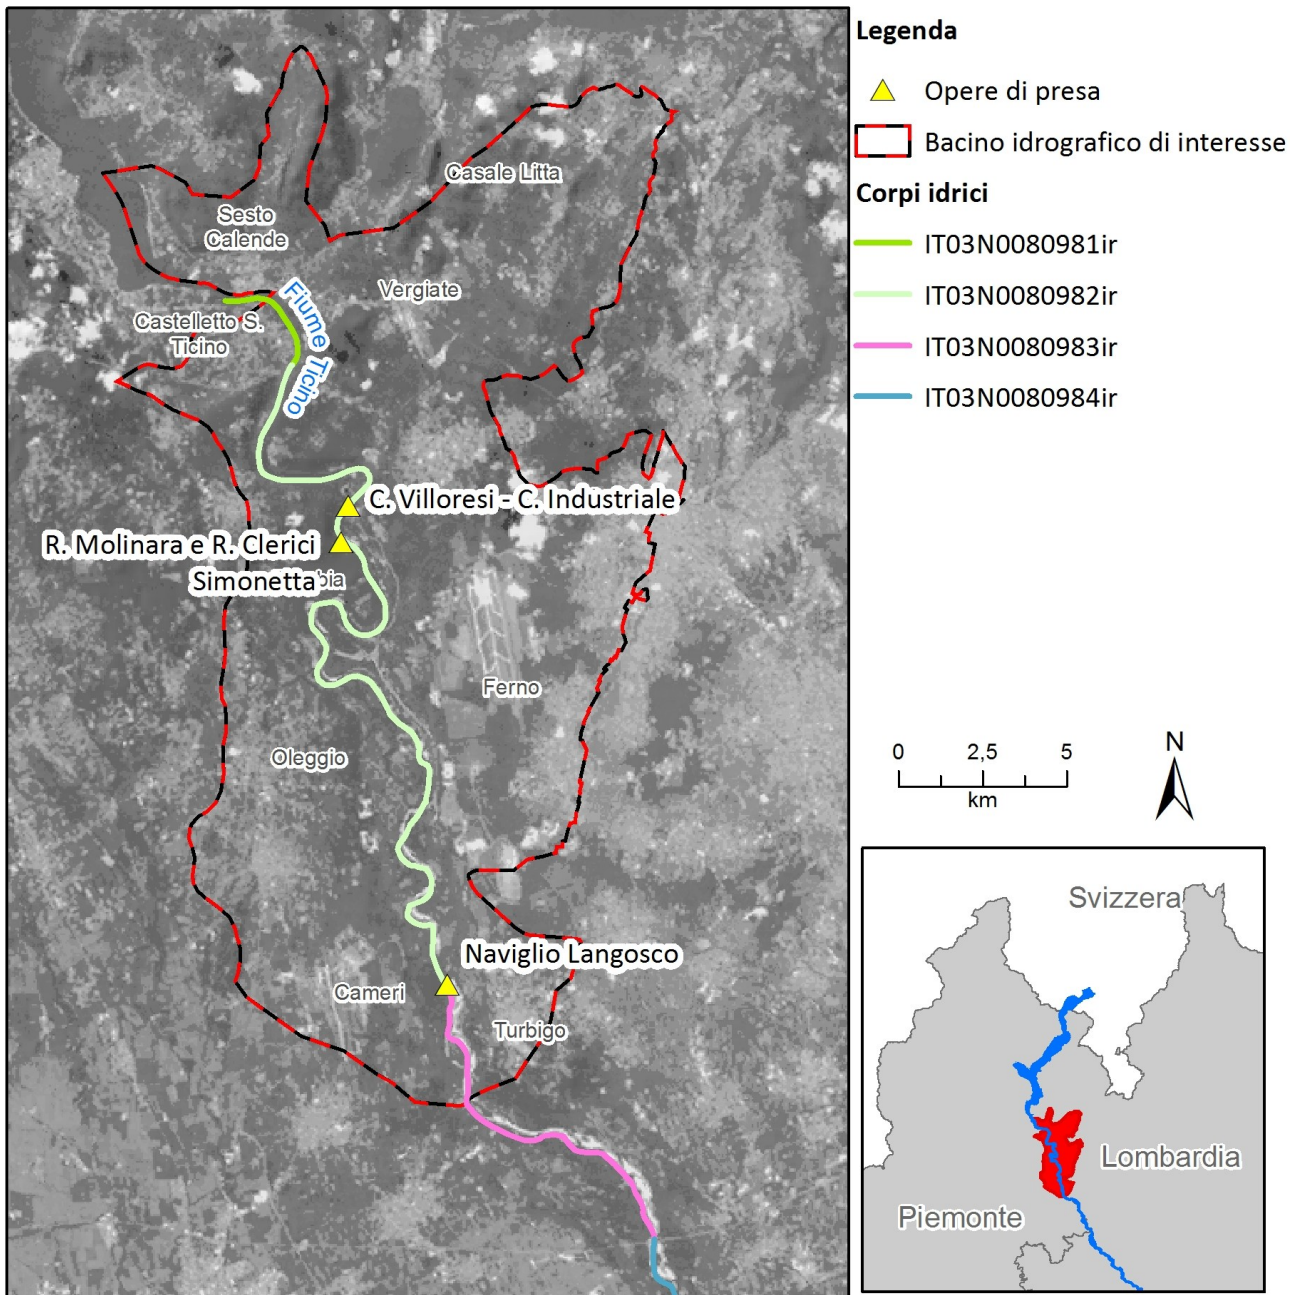 Legenda
Opere di presa
Bacino idrografico di interesse
Corpi idrici
IT03N0080981ir
IT03N0080982ir
IT03N0080983ir
IT03N0080984ir
Casale Litta
Sesto
Calende
Vergiate
Fiume Ticino
Castelletto S.
Ticino
C. Villoresi - C. Industriale
R. Molinara e R. Clerici
Simonetta
Ferno
Oleggio
Naviglio Langosco
Cameri
Turbigo
0 2,5 5
km
N
Svizzera
Lombardia
Piemonte